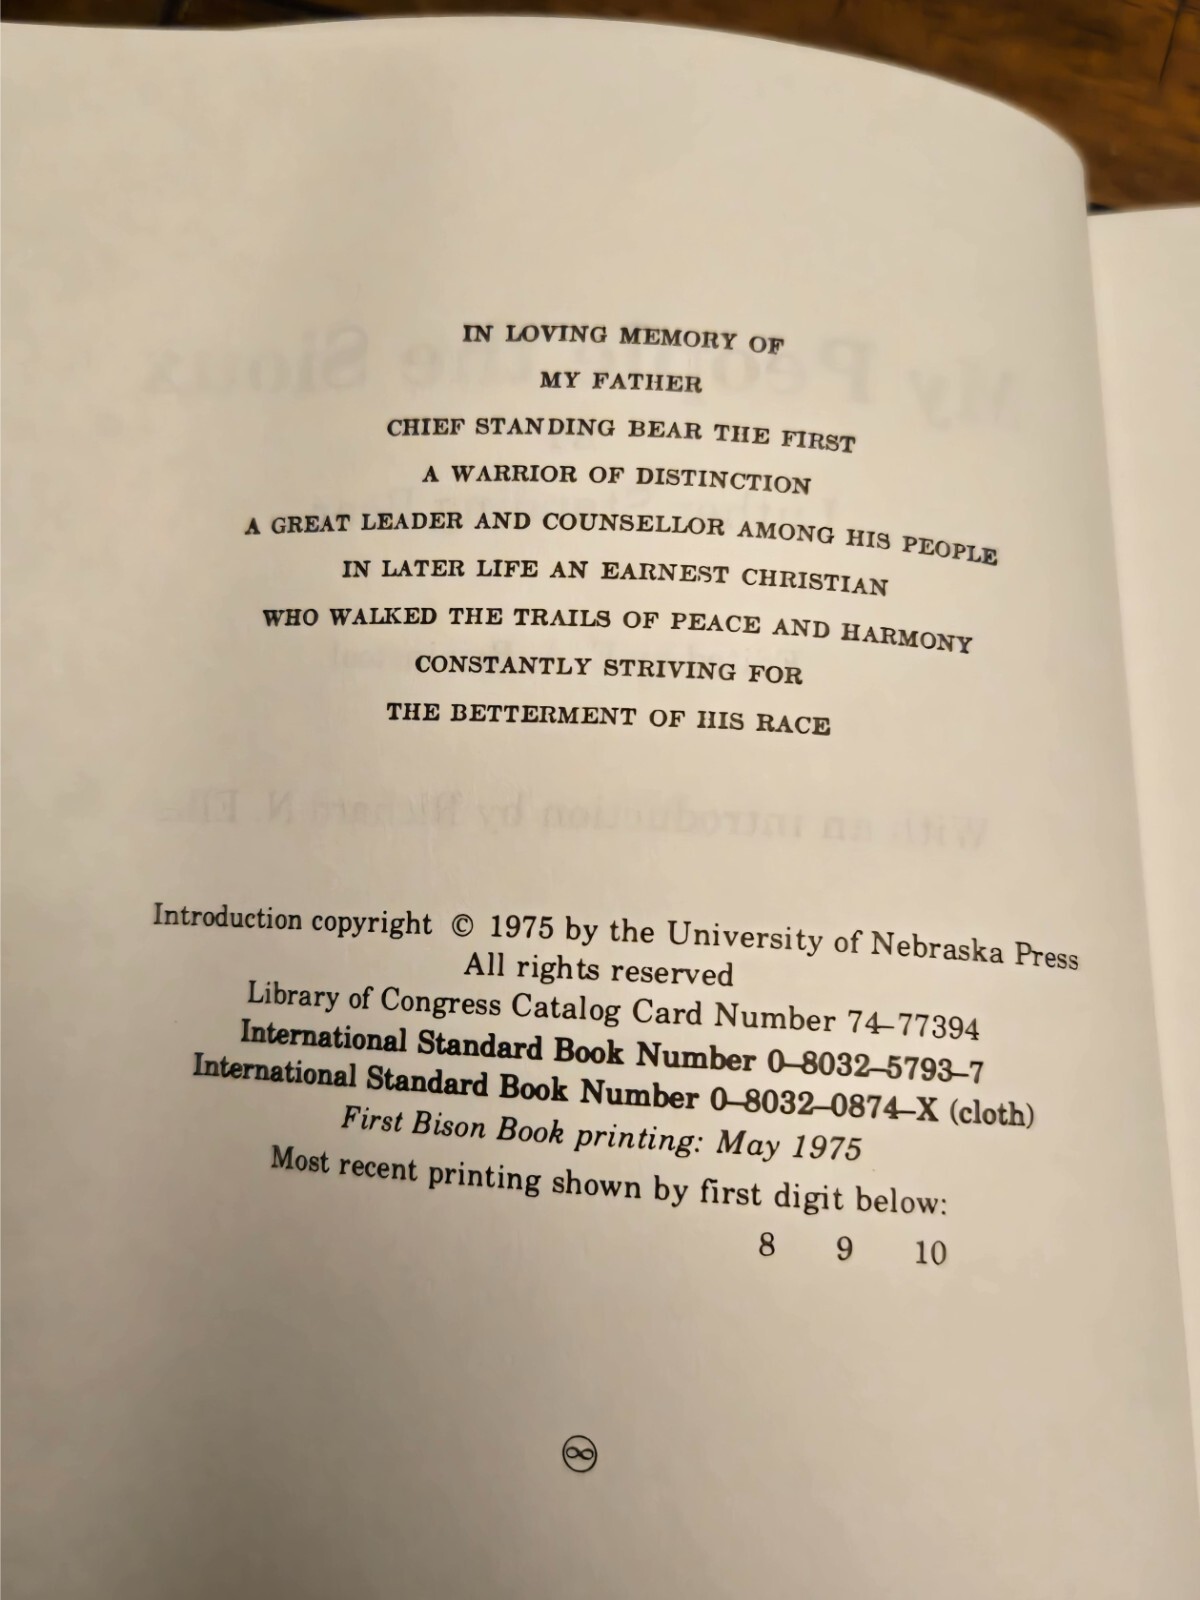 IN LOVING MEMORY OF
MY FATHER
CHIEF STANDING BEAR THE FIRST
A WARRIOR OF DISTINCTION
A GREAT LEADER AND COUNSELLOR AMONG HIS PEOPLE
IN LATER LIFE AN EARNEST CHRISTIAN
WHO WALKED THE TRAILS OF PEACE AND HARMONY
CONSTANTLY STRIVING FOR
THE BETTERMENT OF HIS RACE
Introduction copyright © 1975 by the University of Nebraska Press
All rights reserved
Library of Congress Catalog Card Number 74–77394
International Standard Book Number 0–8032–5793–7
International Standard Book Number 0–8032–0874–X (cloth)
First Bison Book printing: May 1975
Most recent printing shown by first digit below:
8 9 10